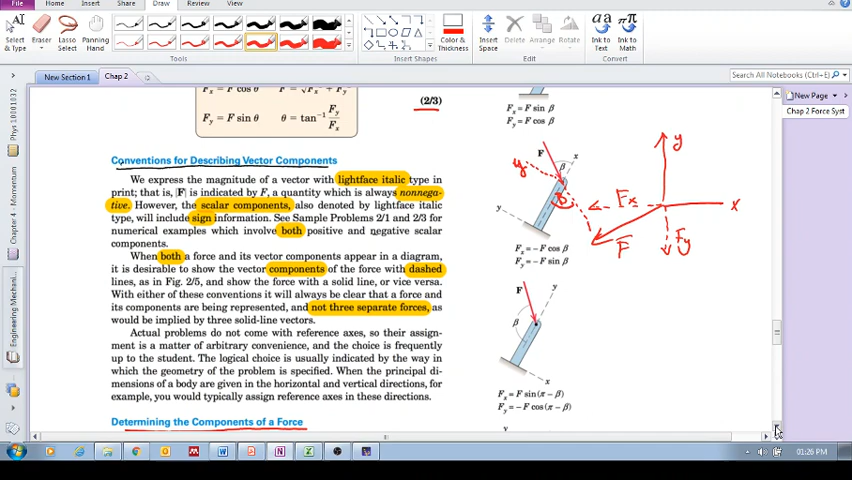 File
Home
Insert
Draw
Review
View
Select & Type
Eraser
Lasso Select
Panning Hand
Tools
Insert Shapes
Color & Thickness
Insert Space
Delete
Arrange
Rotate
Edit
Ink to Text
Ink to Math
Convert
New Section 1
Chap 2
Search All Notebooks (Ctrl+E)
New Page
Chap 2 Force Syst
Phys 10101032
Chapter 4 - Momentum
Engineering Mechani
Fx = F cos θ
Fy = F sin θ
θ = tan⁻¹ Fy/Fx
(2/3)
Conventions for Describing Vector Components
We express the magnitude of a vector with lightface italic type in
print; that is, |F| is indicated by F, a quantity which is always nonnega-
tive. However, the scalar components, also denoted by lightface italic
type, will include sign information. See Sample Problems 2/1 and 2/3 for
numerical examples which involve both positive and negative scalar
components.
When both a force and its vector components appear in a diagram,
it is desirable to show the vector components of the force with dashed
lines, as in Fig. 2/5, and show the force with a solid line, or vice versa.
With either of these conventions it will always be clear that a force and
its components are being represented, and not three separate forces, as
would be implied by three solid-line vectors.
Actual problems do not come with reference axes, so their assign-
ment is a matter of arbitrary convenience, and the choice is frequently
up to the student. The logical choice is usually indicated by the way in
which the geometry of the problem is specified. When the principal di-
mensions of a body are given in the horizontal and vertical directions, for
example, you would typically assign reference axes in these directions.
Determining the Components of a Force
Fx = F sin β
Fy = F cos β
F
β
x
y
Fx = −F cos β
Fy = −F sin β
F
β
y
x
Fx = F sin(π − β)
Fy = −F cos(π − β)
y
y
x
Fx
Fy
F
01:26 PM